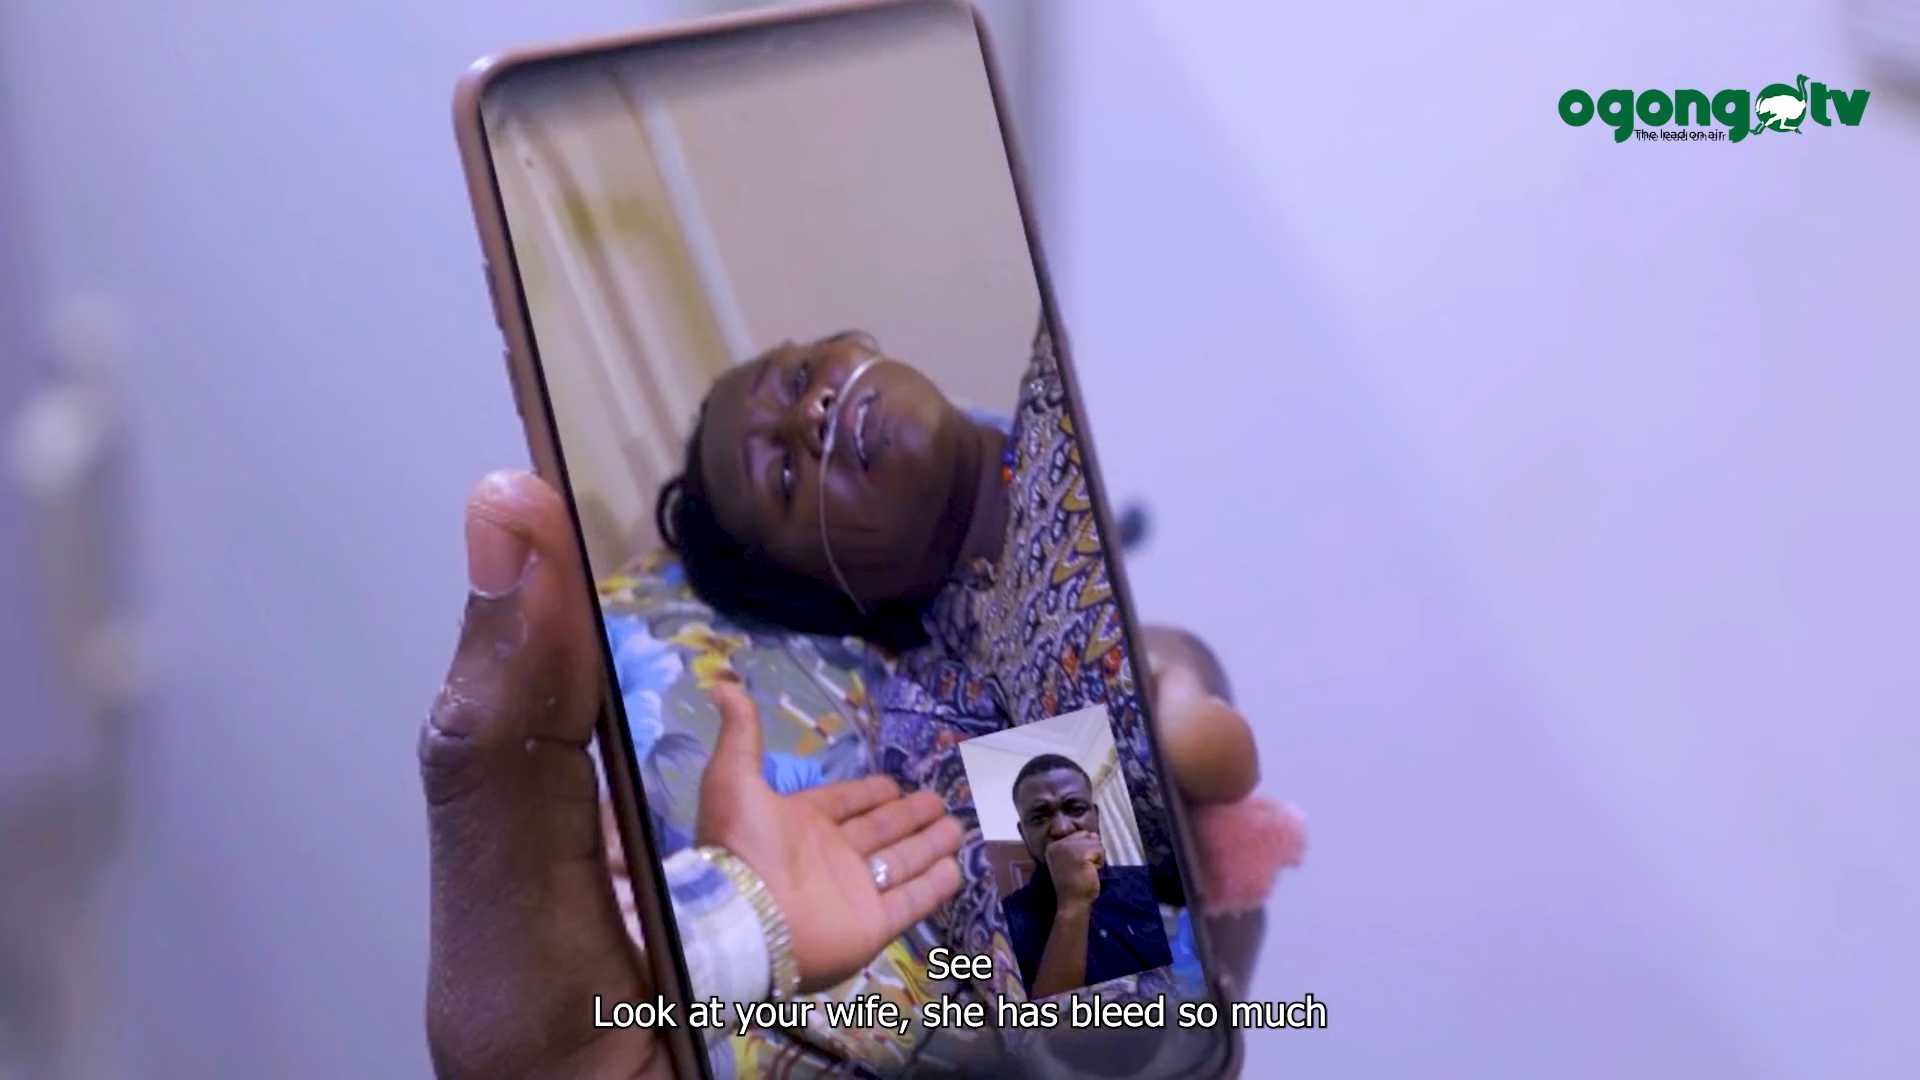 ogongotv
The lead on air
See
Look at your wife, she has bleed so much